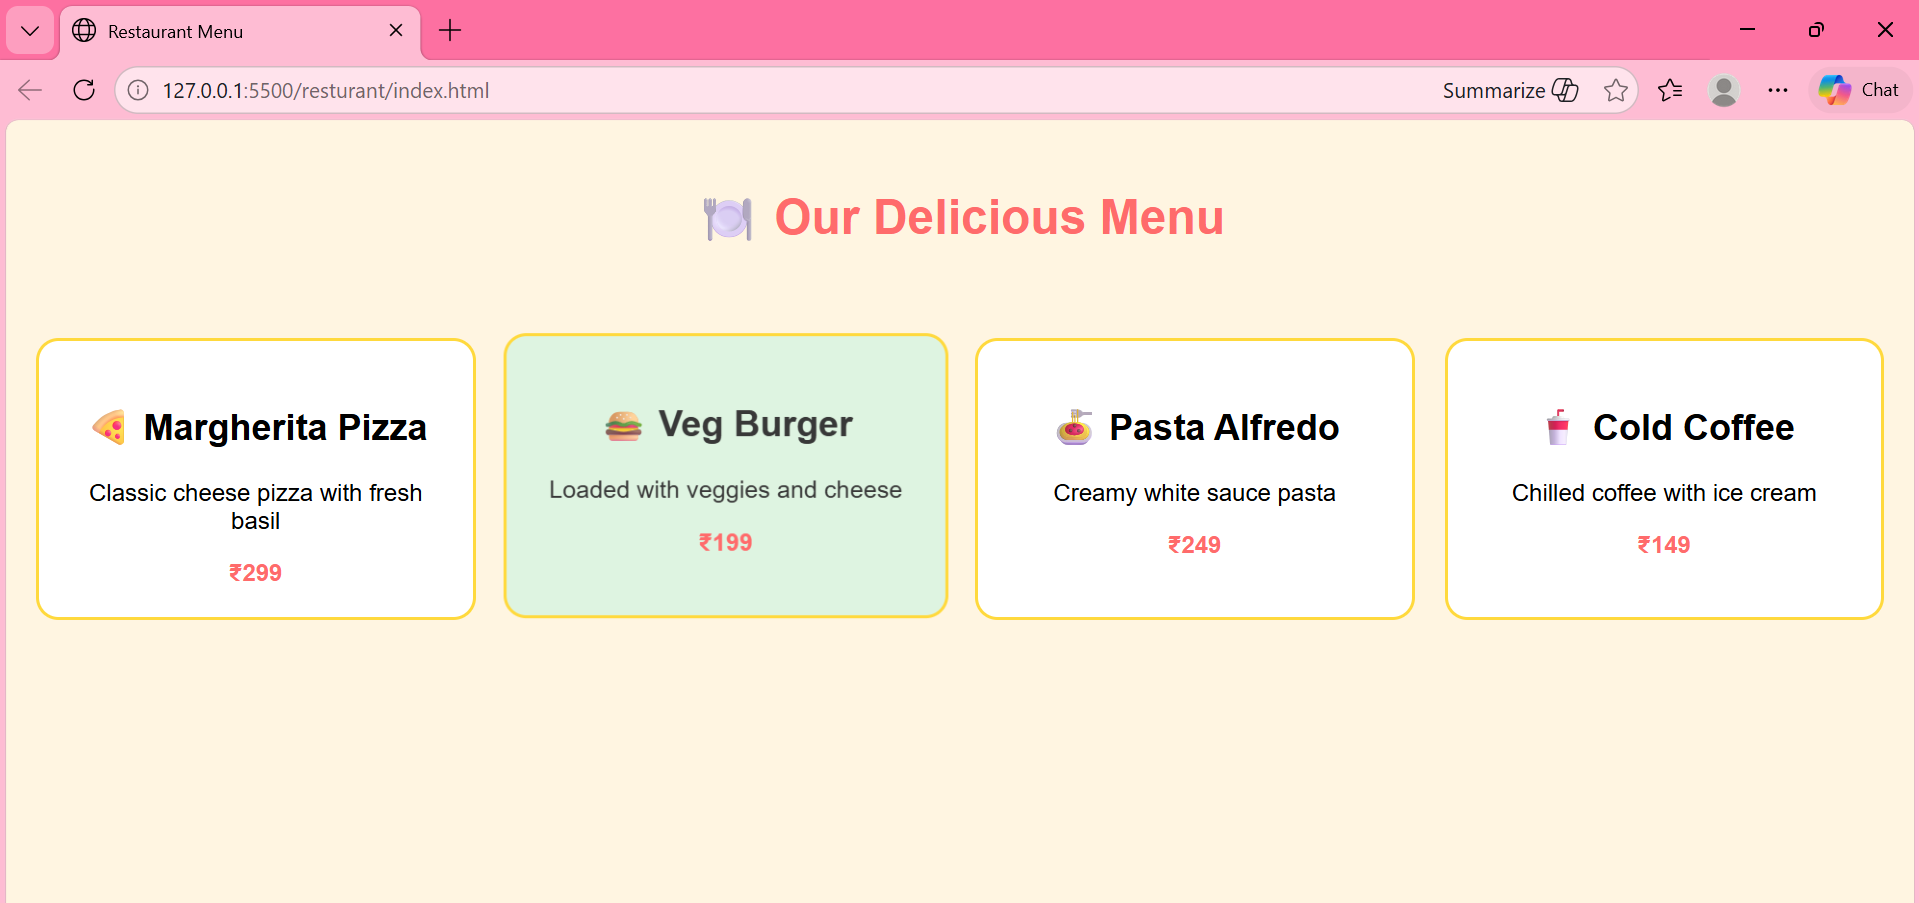 Restaurant Menu
127.0.0.1:5500/resturant/index.html
Summarize
Chat
Our Delicious Menu
Margherita Pizza
Classic cheese pizza with fresh
basil
₹299
Veg Burger
Loaded with veggies and cheese
₹199
Pasta Alfredo
Creamy white sauce pasta
₹249
Cold Coffee
Chilled coffee with ice cream
₹149